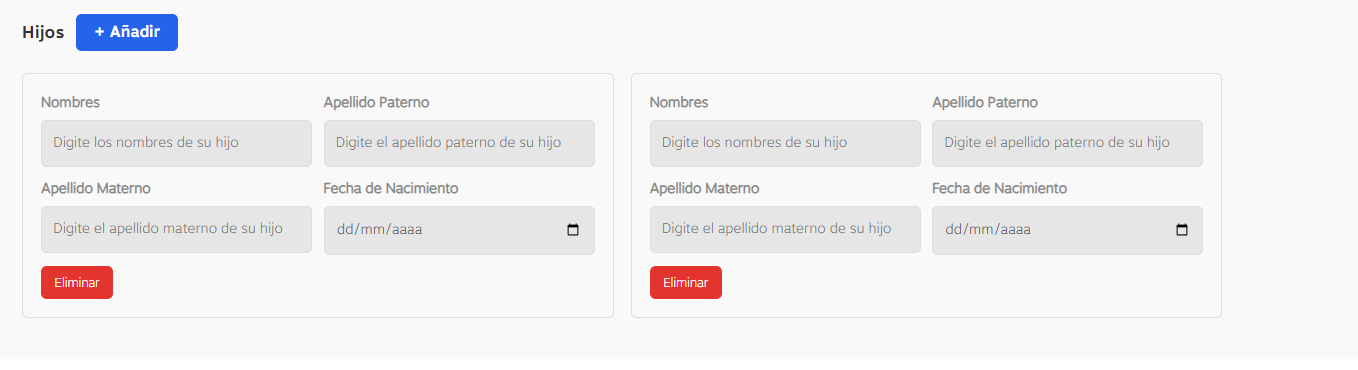 Hijos + Añadir
Nombres Apellido Paterno
Digite los nombres de su hijo Digite el apellido paterno de su hijo
Apellido Materno Fecha de Nacimiento
Digite el apellido materno de su hijo dd/mm/aaaa
Eliminar
Nombres Apellido Paterno
Digite los nombres de su hijo Digite el apellido paterno de su hijo
Apellido Materno Fecha de Nacimiento
Digite el apellido materno de su hijo dd/mm/aaaa
Eliminar